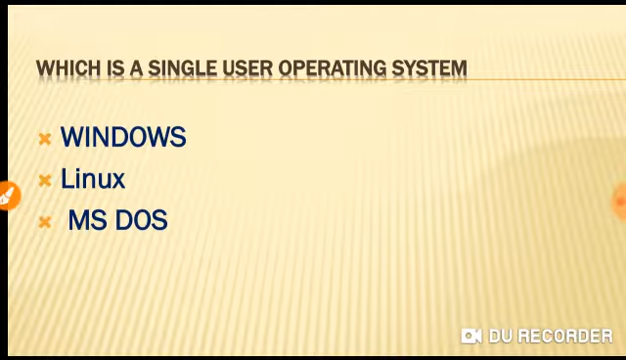 WHICH IS A SINGLE USER OPERATING SYSTEM
WINDOWS
Linux
MS DOS
DU RECORDER